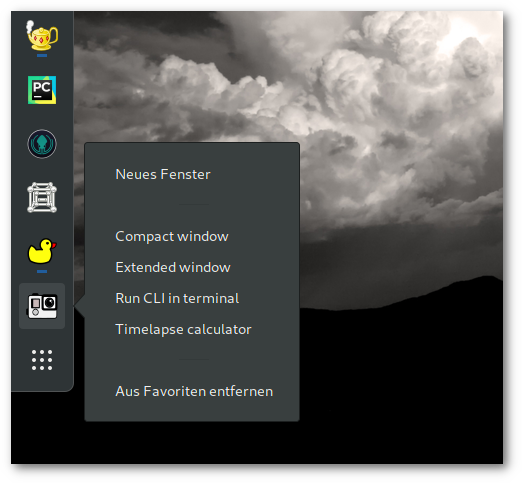 PC
Neues Fenster
Compact window
Extended window
Run CLI in terminal
Timelapse calculator
Aus Favoriten entfernen